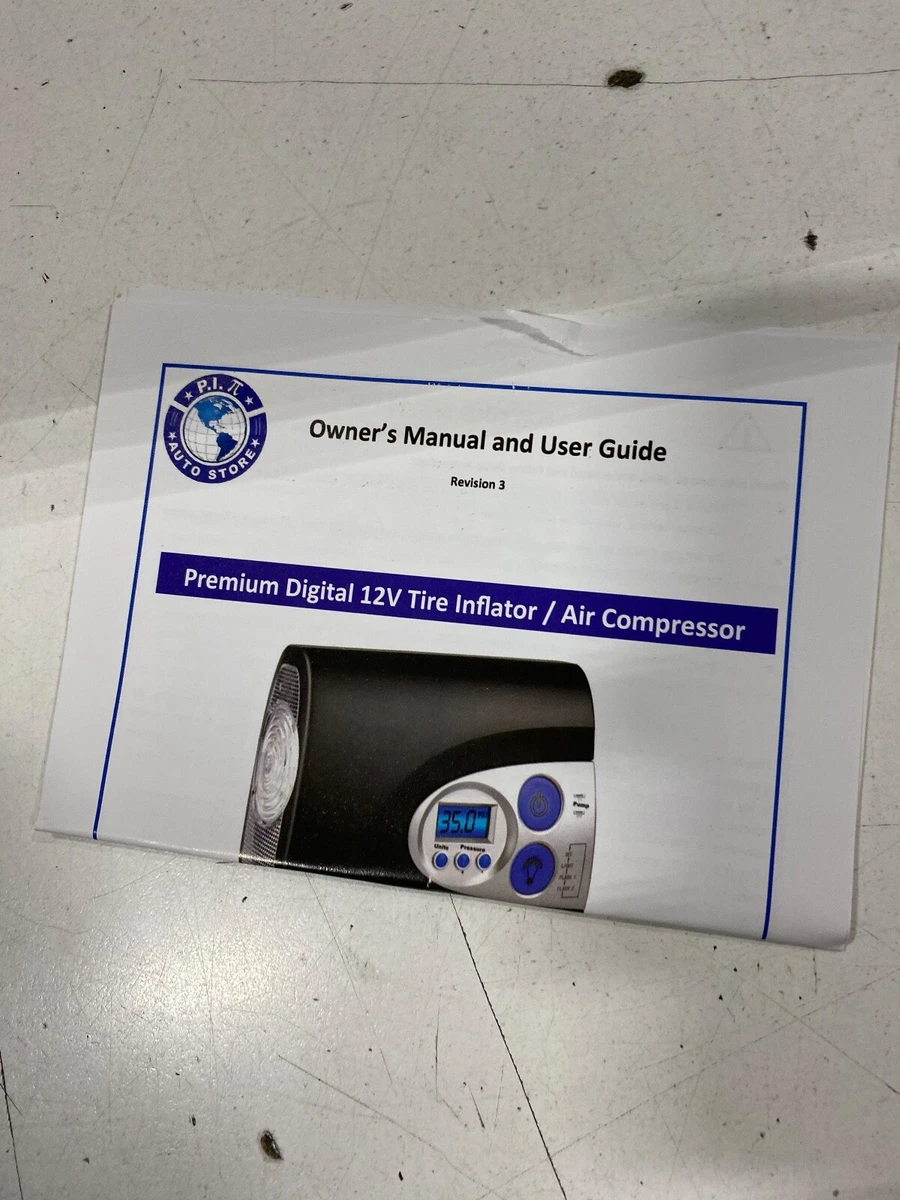 P.I. π
AUTO STORE
Owner's Manual and User Guide
Revision 3
Premium Digital 12V Tire Inflator / Air Compressor
35.0
Pump
Units Pressure